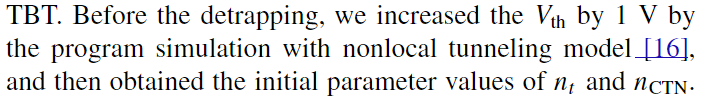 TBT. Before the detrapping, we increased the Vth by 1 V by
the program simulation with nonlocal tunneling model [16],
and then obtained the initial parameter values of nt and nCTN.